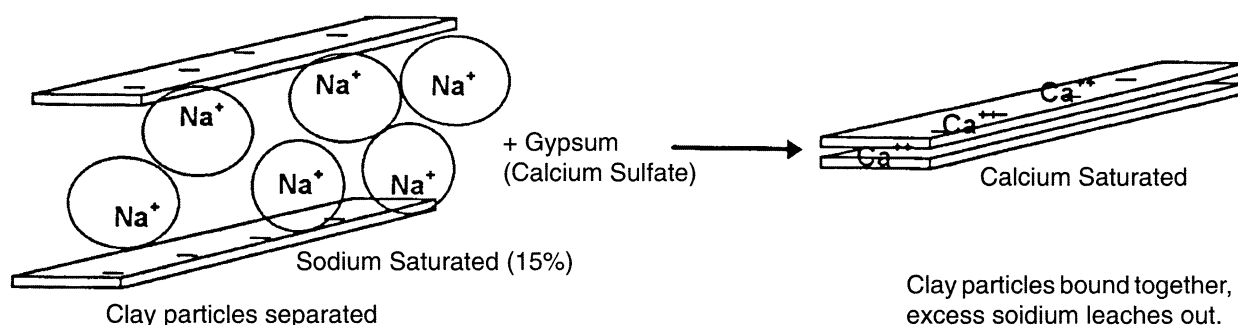 Na⁺
Na⁺
Na⁺
Na⁺
Na⁺
Na⁺
Sodium Saturated (15%)
Clay particles separated
+ Gypsum
(Calcium Sulfate)
Ca⁺⁺
Ca⁺⁺
Ca⁺⁺
Calcium Saturated
Clay particles bound together,
excess soidium leaches out.